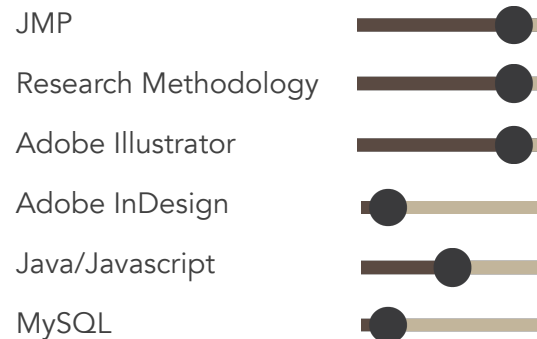 JMP
Research Methodology
Adobe Illustrator
Adobe InDesign
Java/Javascript
MySQL